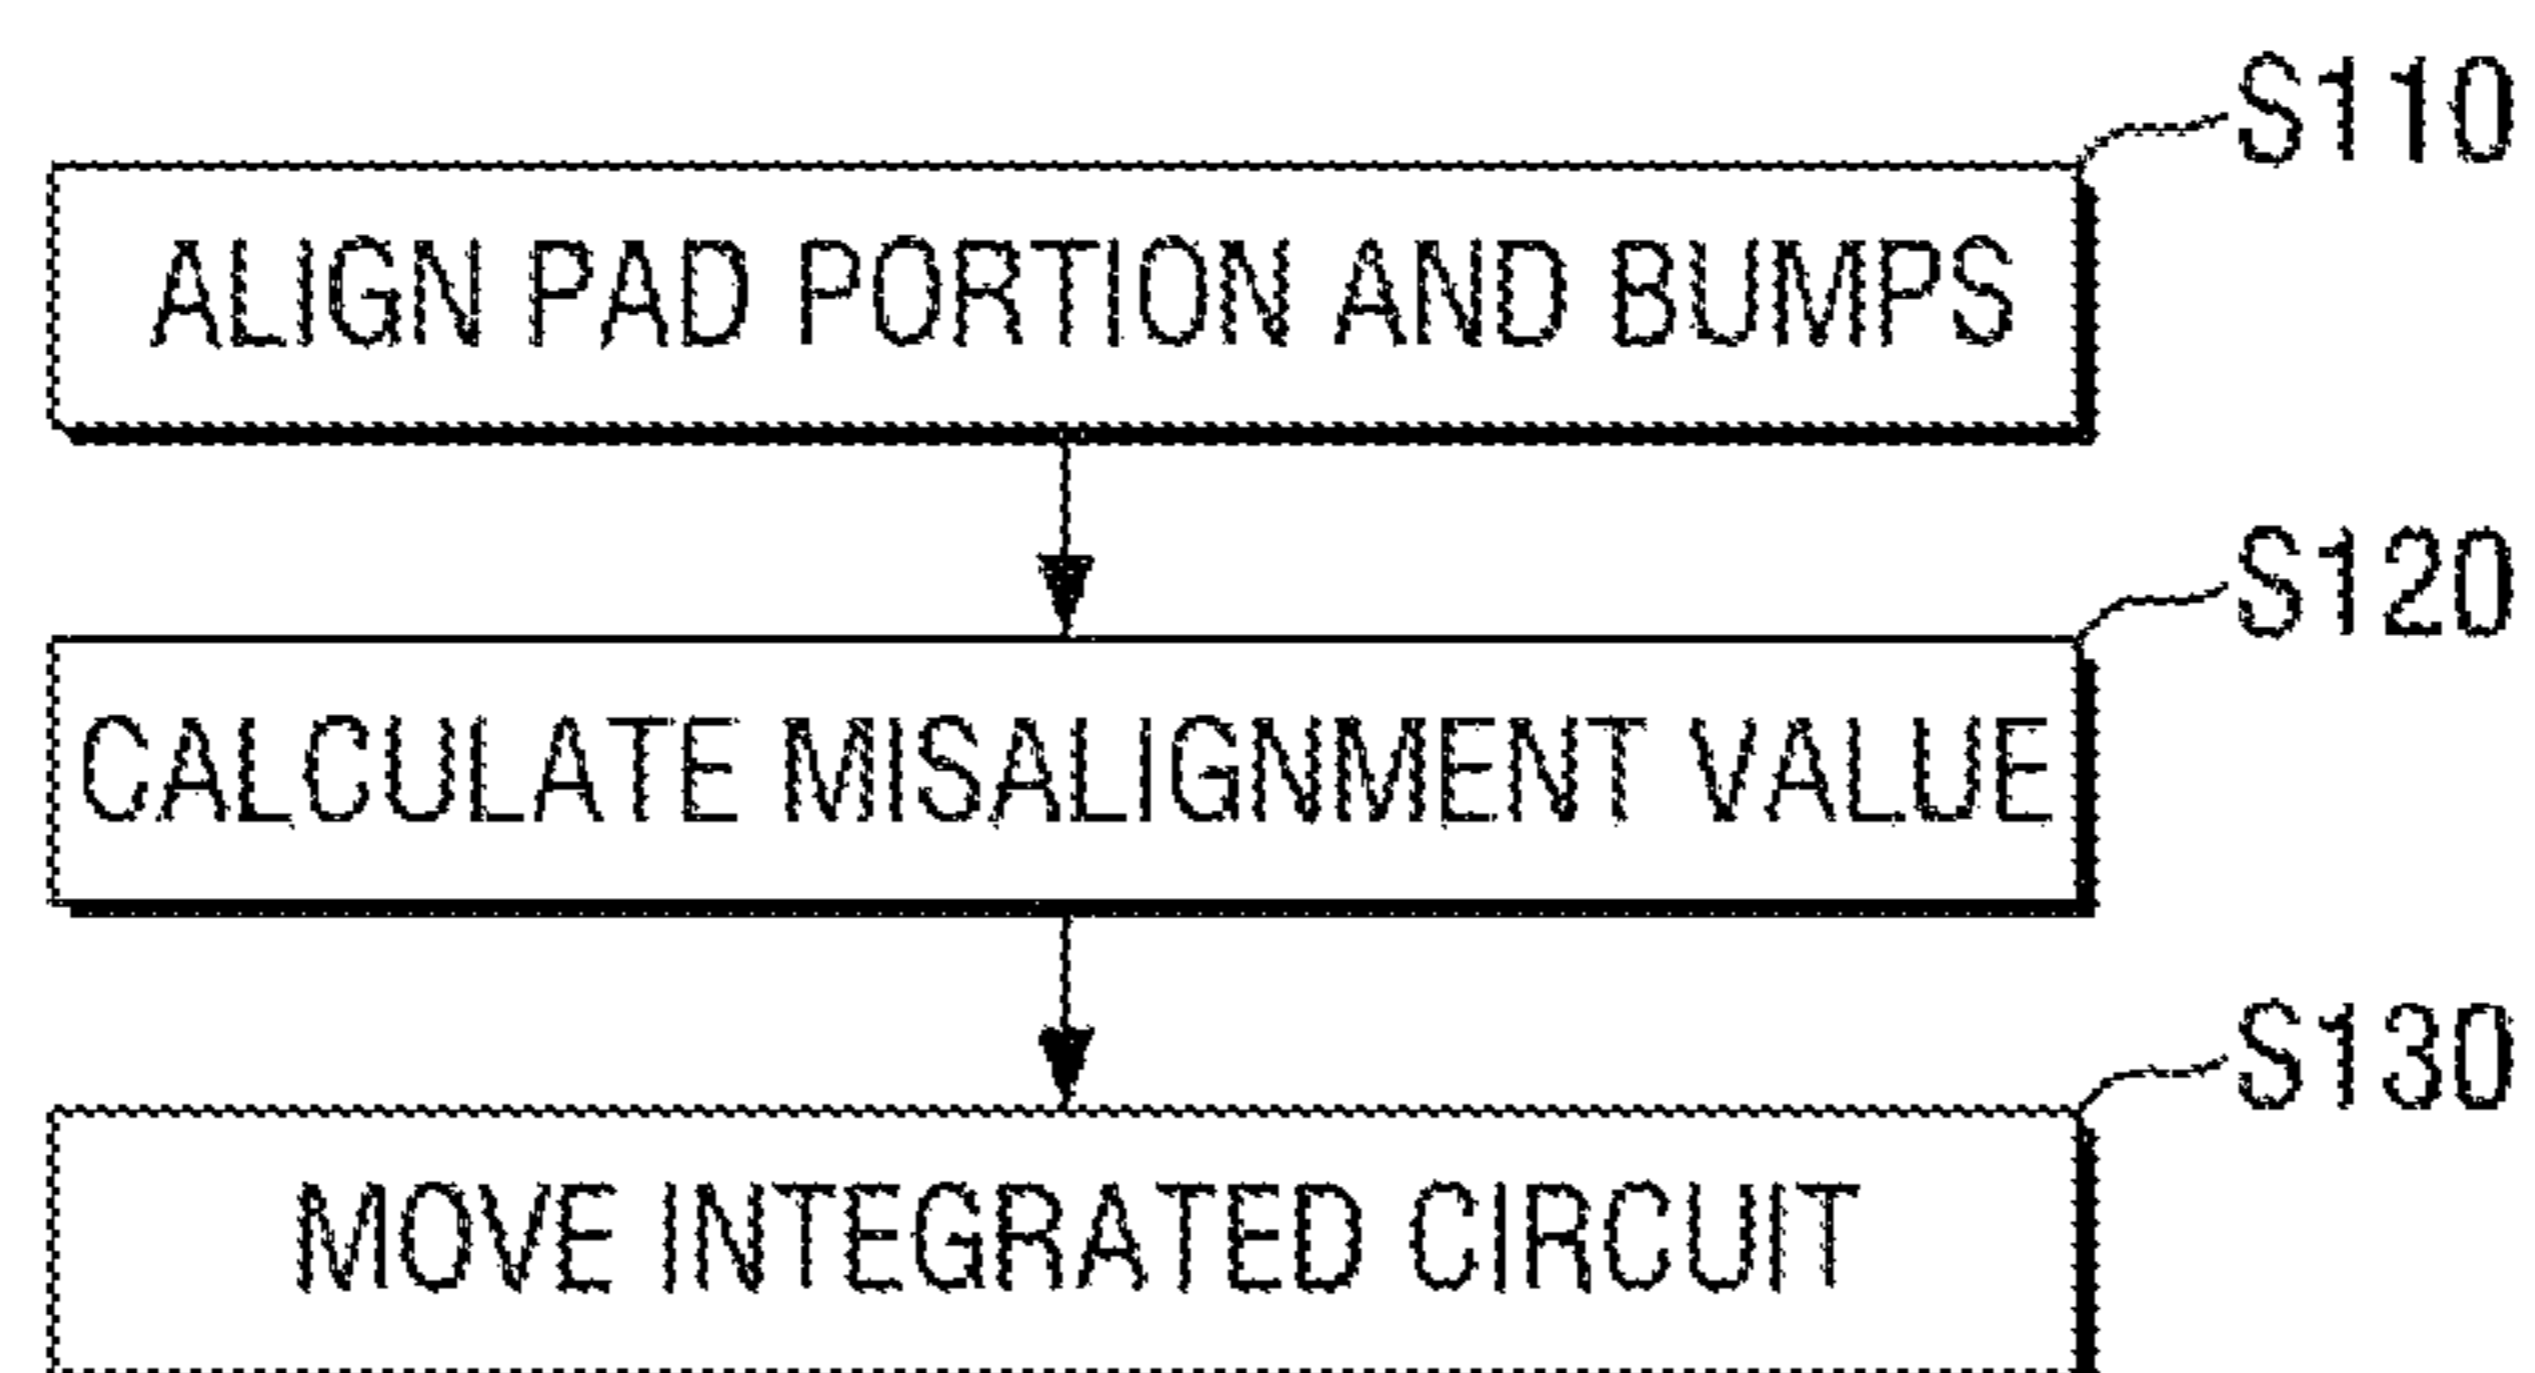 S110
ALIGN PAD PORTION AND BUMPS
S120
CALCULATE MISALIGNMENT VALUE
S130
MOVE INTEGRATED CIRCUIT